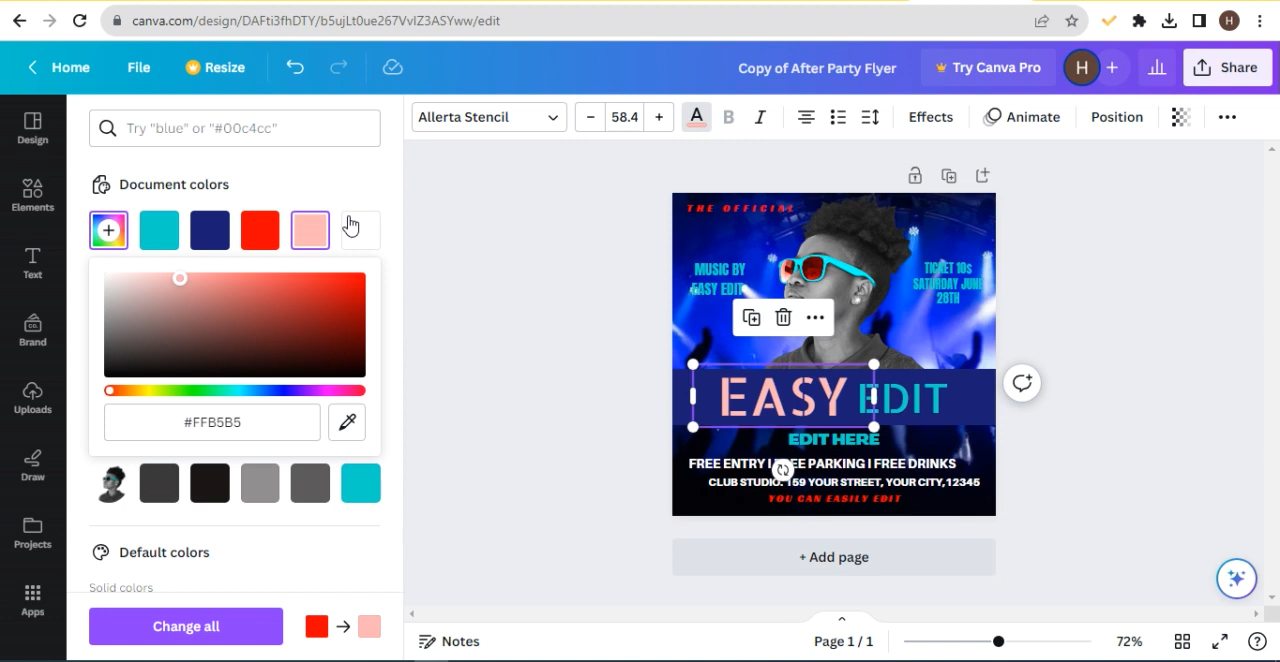 canva.com/design/DAFti3fhDTY/b5ujLt0ue267VvIZ3ASYww/edit
H
Home
File
Resize
Copy of After Party Flyer
Try Canva Pro
H
+
Share
Design
Elements
Text
Brand
CO.
Uploads
Draw
Projects
Apps
Try "blue" or "#00c4cc"
Document colors
#FFB5B5
Default colors
Solid colors
Change all
Allerta Stencil
– 58.4 +
A
B
I
Effects
Animate
Position
THE OFFICIAL
MUSIC BY
EASY EDIT
TICKET 10s
SATURDAY JUNE
28TH
EASY EDIT
EDIT HERE
FREE ENTRY I FREE PARKING I FREE DRINKS
CLUB STUDIO: 159 YOUR STREET, YOUR CITY,12345
YOU CAN EASILY EDIT
+ Add page
Notes
Page 1 / 1
72%
?